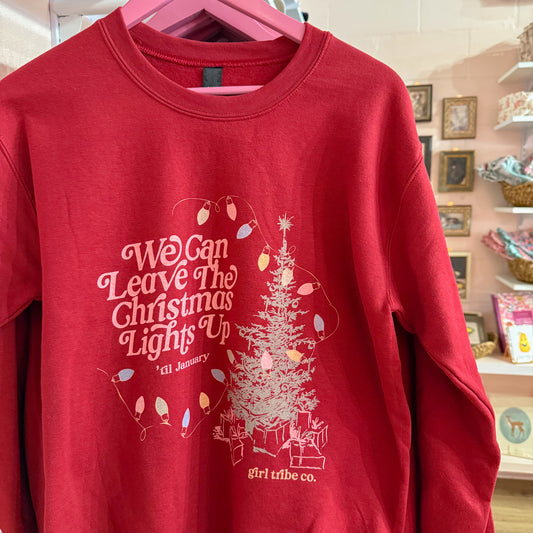 We Can
Leave The
Christmas
Lights Up
'til January
girl tribe co.